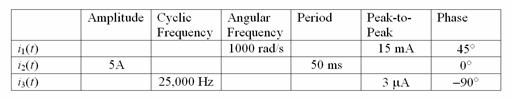 Amplitude Cyclic Frequency Angular Frequency Period Peak-to-Peak Phase
i₁(t) 1000 rad/s 15 mA 45°
i₂(t) 5A 50 ms 0°
i₃(t) 25,000 Hz 3 μA −90°